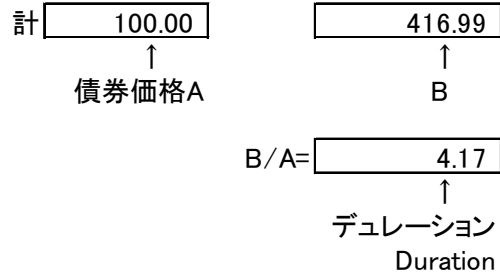 計 100.00 416.99
↑ ↑
債券価格A B
B/A= 4.17
↑
デュレーション
Duration